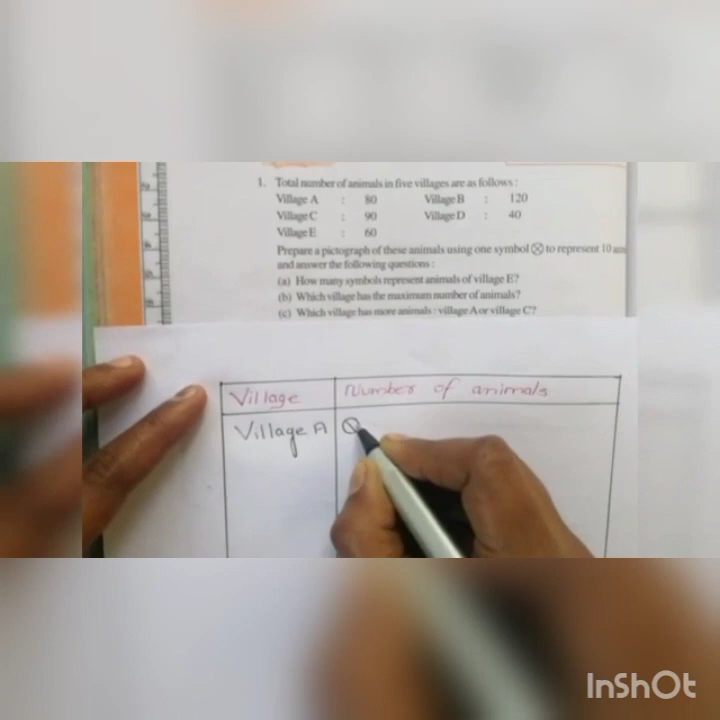 1. Total number of animals in five villages are as follows :
Village A : 80 Village B : 120
Village C : 90 Village D : 40
Village E : 60
Prepare a pictograph of these animals using one symbol ⊗ to represent 10
and answer the following questions :
(a) How many symbols represent animals of village E?
(b) Which village has the maximum number of animals?
(c) Which village has more animals : village A or village C?
Village Number of animals
Village A ⊗
InShOt